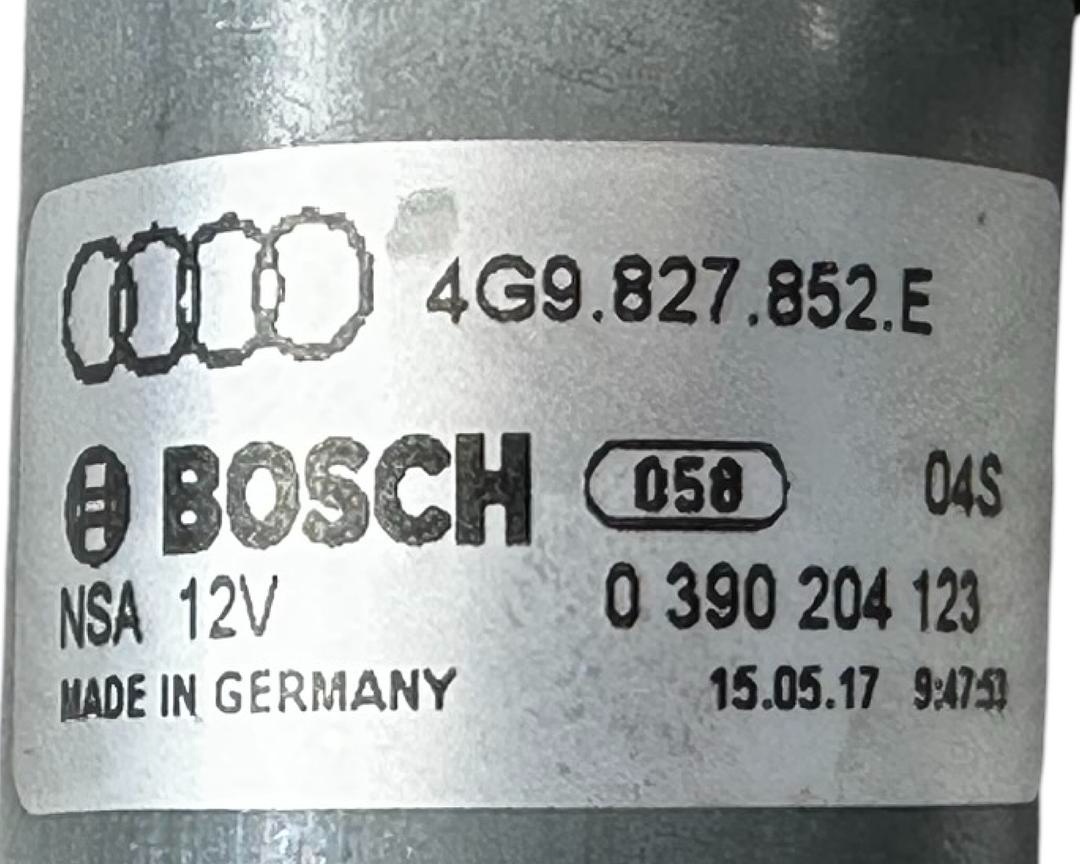 4G9.827.852.E
BOSCH 058 04S
NSA 12V 0 390 204 123
MADE IN GERMANY 15.05.17 9:47:53